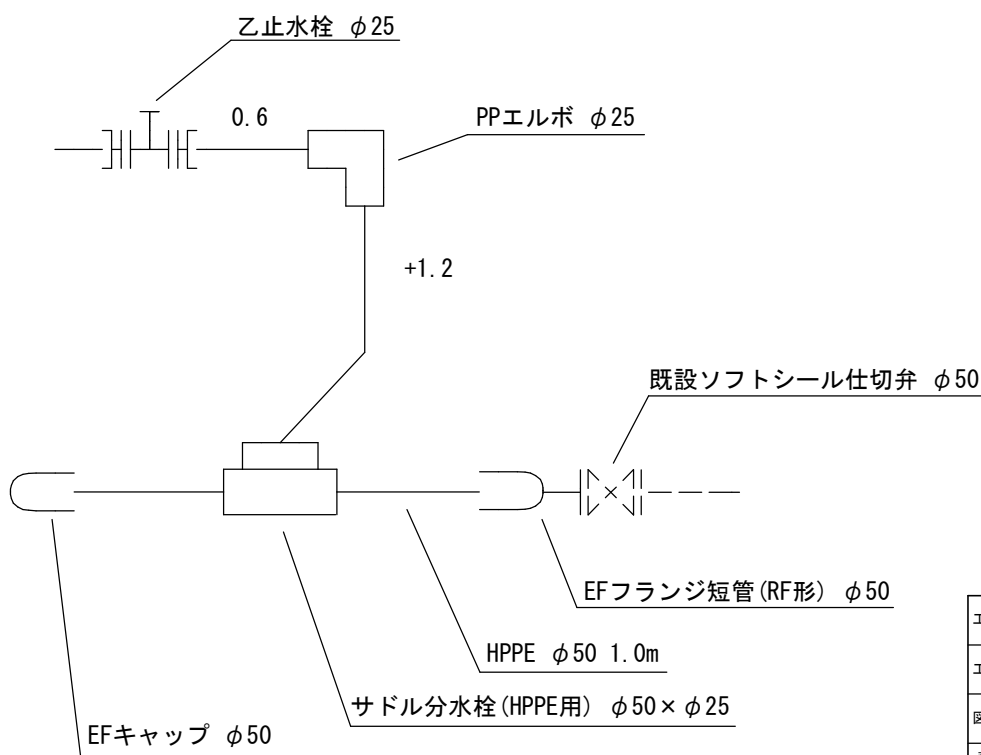 乙止水栓 φ25
0.6
PPエルボ φ25
+1.2
既設ソフトシール仕切弁 φ50
EFフランジ短管(RF形) φ50
HPPE φ50 1.0m
サドル分水栓(HPPE用) φ50×φ25
EFキャップ φ50